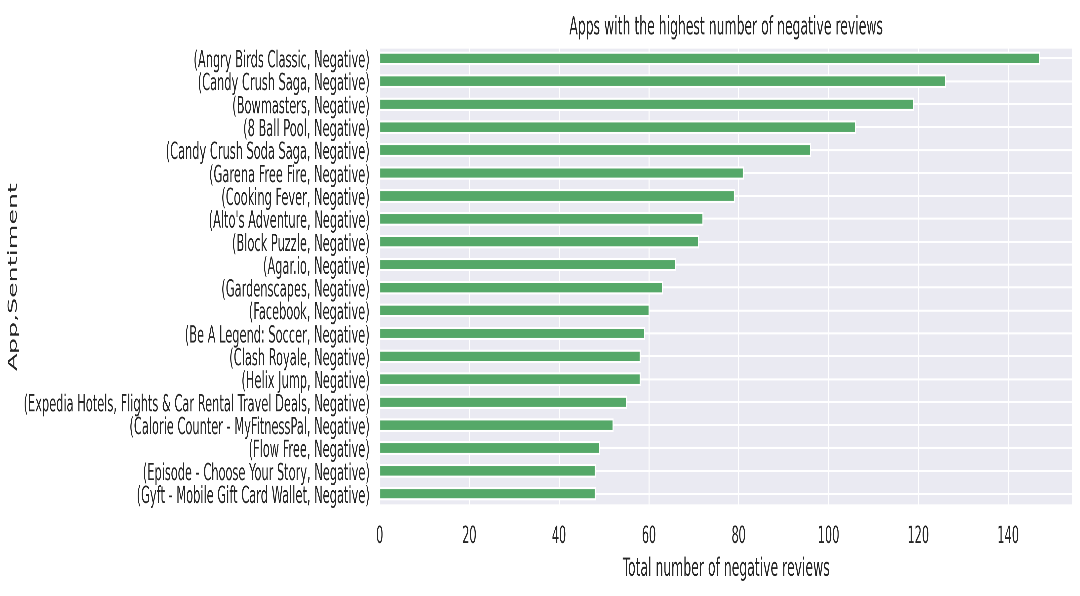 Apps with the highest number of negative reviews
(Angry Birds Classic, Negative)
(Candy Crush Saga, Negative)
(Bowmasters, Negative)
(8 Ball Pool, Negative)
(Candy Crush Soda Saga, Negative)
(Garena Free Fire, Negative)
(Cooking Fever, Negative)
(Alto's Adventure, Negative)
(Block Puzzle, Negative)
(Agar.io, Negative)
(Gardenscapes, Negative)
(Facebook, Negative)
(Be A Legend: Soccer, Negative)
(Clash Royale, Negative)
(Helix Jump, Negative)
(Expedia Hotels, Flights & Car Rental Travel Deals, Negative)
(Calorie Counter - MyFitnessPal, Negative)
(Flow Free, Negative)
(Episode - Choose Your Story, Negative)
(Gyft - Mobile Gift Card Wallet, Negative)
App,Sentiment
0 20 40 60 80 100 120 140
Total number of negative reviews